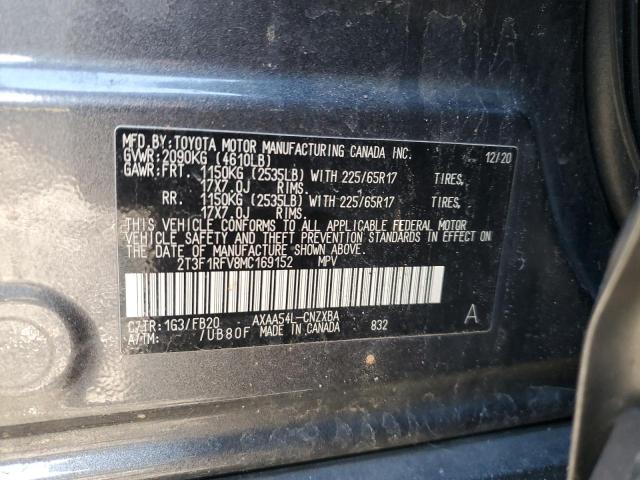 MFD.BY:TOYOTA MOTOR MANUFACTURING CANADA INC. 12/20
GVWR:2090KG (4610LB)
GAWR:FRT. 1150KG (2535LB) WITH 225/65R17 TIRES,
17X7.0J RIMS.
RR. 1150KG (2535LB) WITH 225/65R17 TIRES,
17X7.0J RIMS.
THIS VEHICLE CONFORMS TO ALL APPLICABLE FEDERAL MOTOR
VEHICLE SAFETY AND THEFT PREVENTION STANDARDS IN EFFECT ON
THE DATE OF MANUFACTURE SHOWN ABOVE.
2T3F1RFV8MC169152 MPV
C/TR:1G3/FB20 AXAA54L-CNZXBA A
A/TM: /UB80F MADE IN CANADA 832